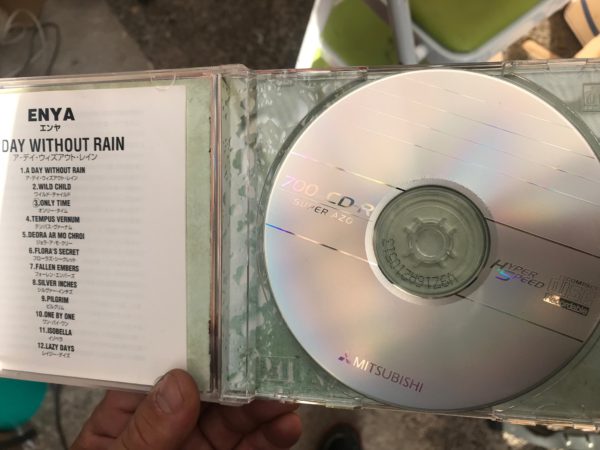 ENYA
エンヤ
DAY WITHOUT RAIN
ア・デイ・ウィズアウト・レイン
1.A DAY WITHOUT RAIN
ア・デイ・ウィズアウト・レイン
2.WILD CHILD
ワイルド・チャイルド
3.ONLY TIME
オンリー・タイム
4.TEMPUS VERNUM
テンパス・ヴァーナム
5.DEORA AR MO CHROI
ジョラ・ア・モ・クリー
6.FLORA'S SECRET
フローラズ・シークレット
7.FALLEN EMBERS
フォーレン・エンバーズ
8.SILVER INCHES
シルヴァー・インチズ
9.PILGRIM
ピルグリム
10.ONE BY ONE
ワン・バイ・ワン
11.ISOBELLA
イソベラ
12.LAZY DAYS
レイジー・デイズ
700 CD-R
SUPER AZO
HYPER
SPEED
COMPACT
disc
Recordable
MITSUBISHI